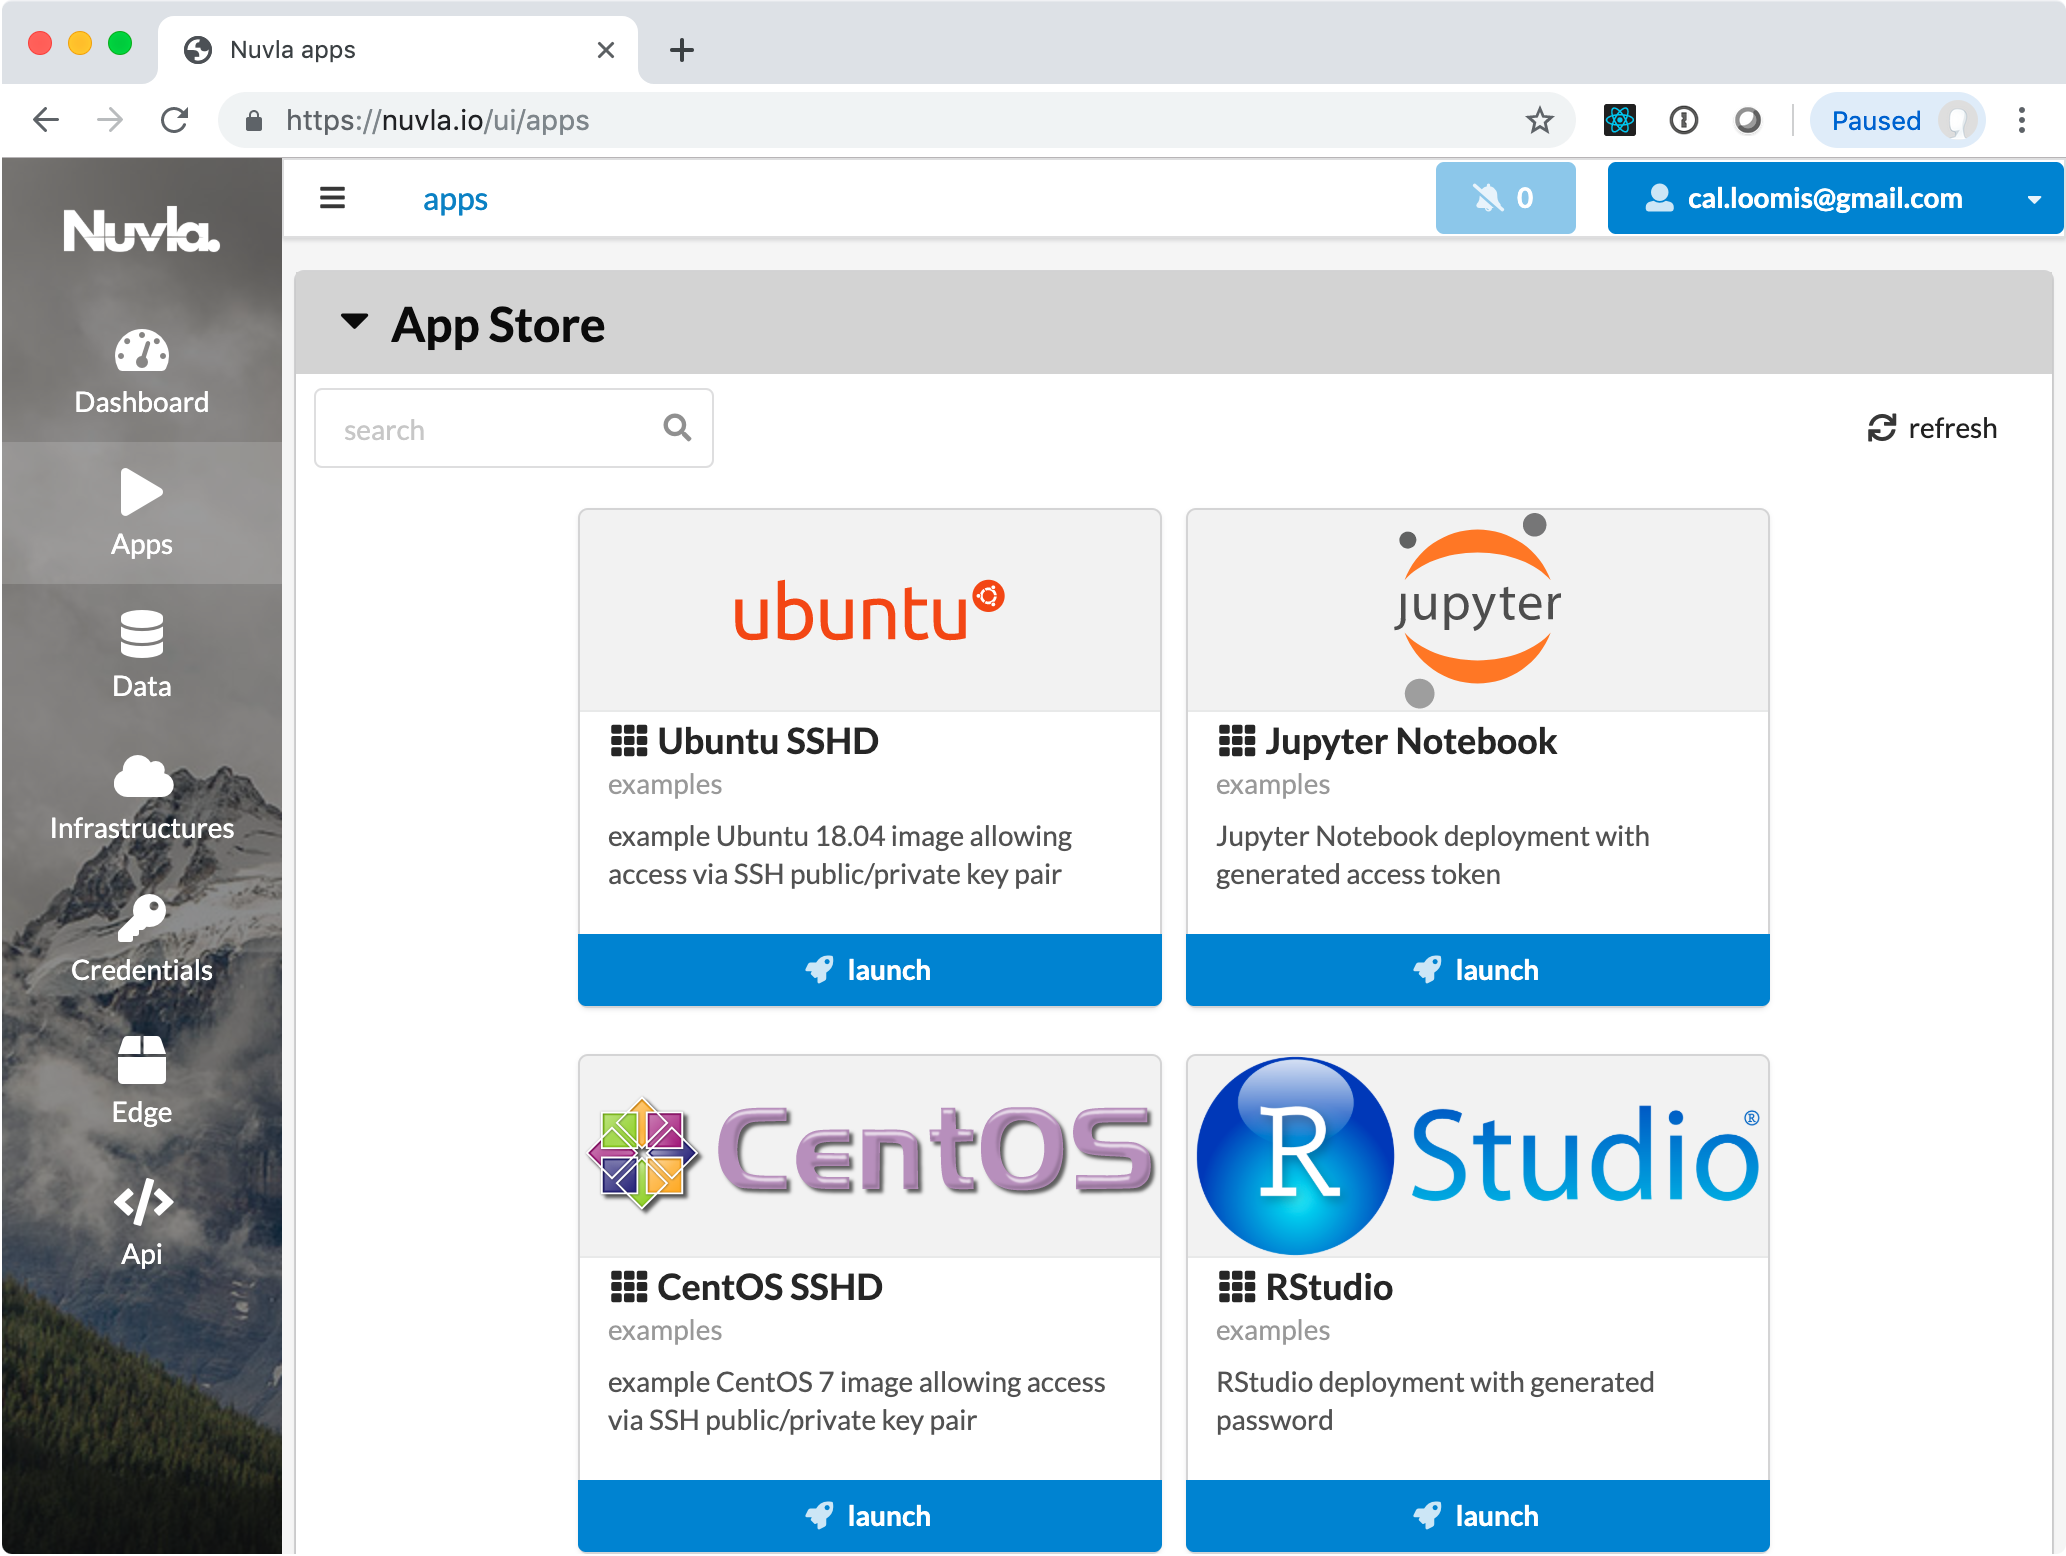 Nuvla apps
https://nuvla.io/ui/apps
Paused
Nuvla.
apps
0
cal.loomis@gmail.com
Dashboard
Apps
Data
Infrastructures
Credentials
Edge
Api
App Store
search
refresh
ubuntu
Ubuntu SSHD
examples
example Ubuntu 18.04 image allowing
access via SSH public/private key pair
launch
jupyter
Jupyter Notebook
examples
Jupyter Notebook deployment with
generated access token
launch
CentOS
CentOS SSHD
examples
example CentOS 7 image allowing access
via SSH public/private key pair
launch
R Studio®
RStudio
examples
RStudio deployment with generated
password
launch